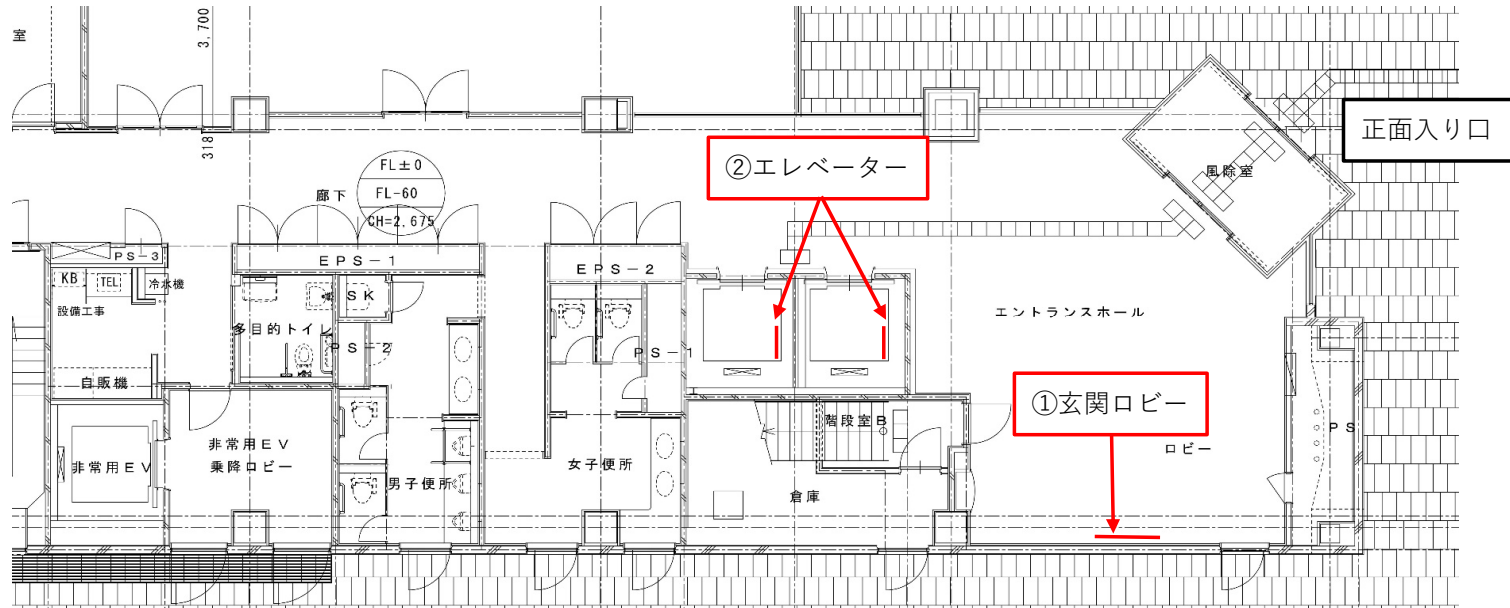 室
3,700
318
正面入り口
②エレベーター
風除室
FL±0
FL-60
CH=2,675
廊下
PS-3
EPS-1
EPS-2
KB
TEL
冷水機
設備工事
SK
多目的トイレ
PS-2
PS-1
エントランスホール
自販機
①玄関ロビー
階段室B
PS
ロビー
非常用EV
非常用EV
乗降ロビー
男子便所
女子便所
倉庫